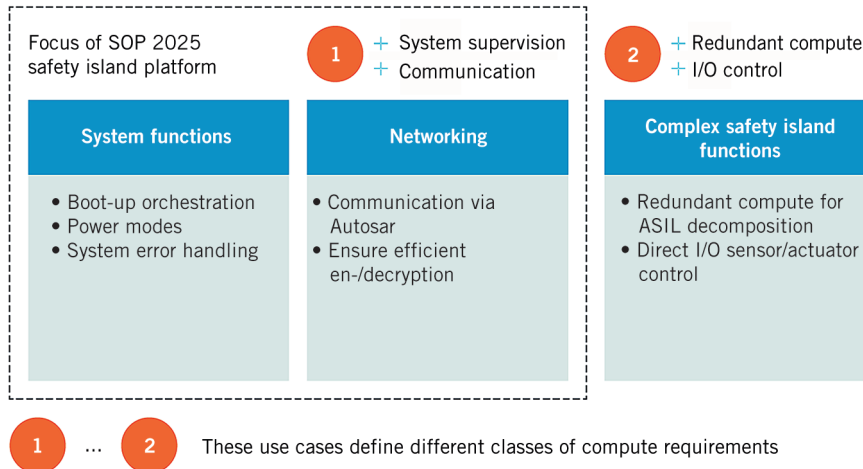 Focus of SOP 2025
safety island platform
1
+ System supervision
+ Communication
2
+ Redundant compute
+ I/O control
System functions
• Boot-up orchestration
• Power modes
• System error handling
Networking
• Communication via
Autosar
• Ensure efficient
en-/decryption
Complex safety island
functions
• Redundant compute for
ASIL decomposition
• Direct I/O sensor/actuator
control
1 ... 2 These use cases define different classes of compute requirements